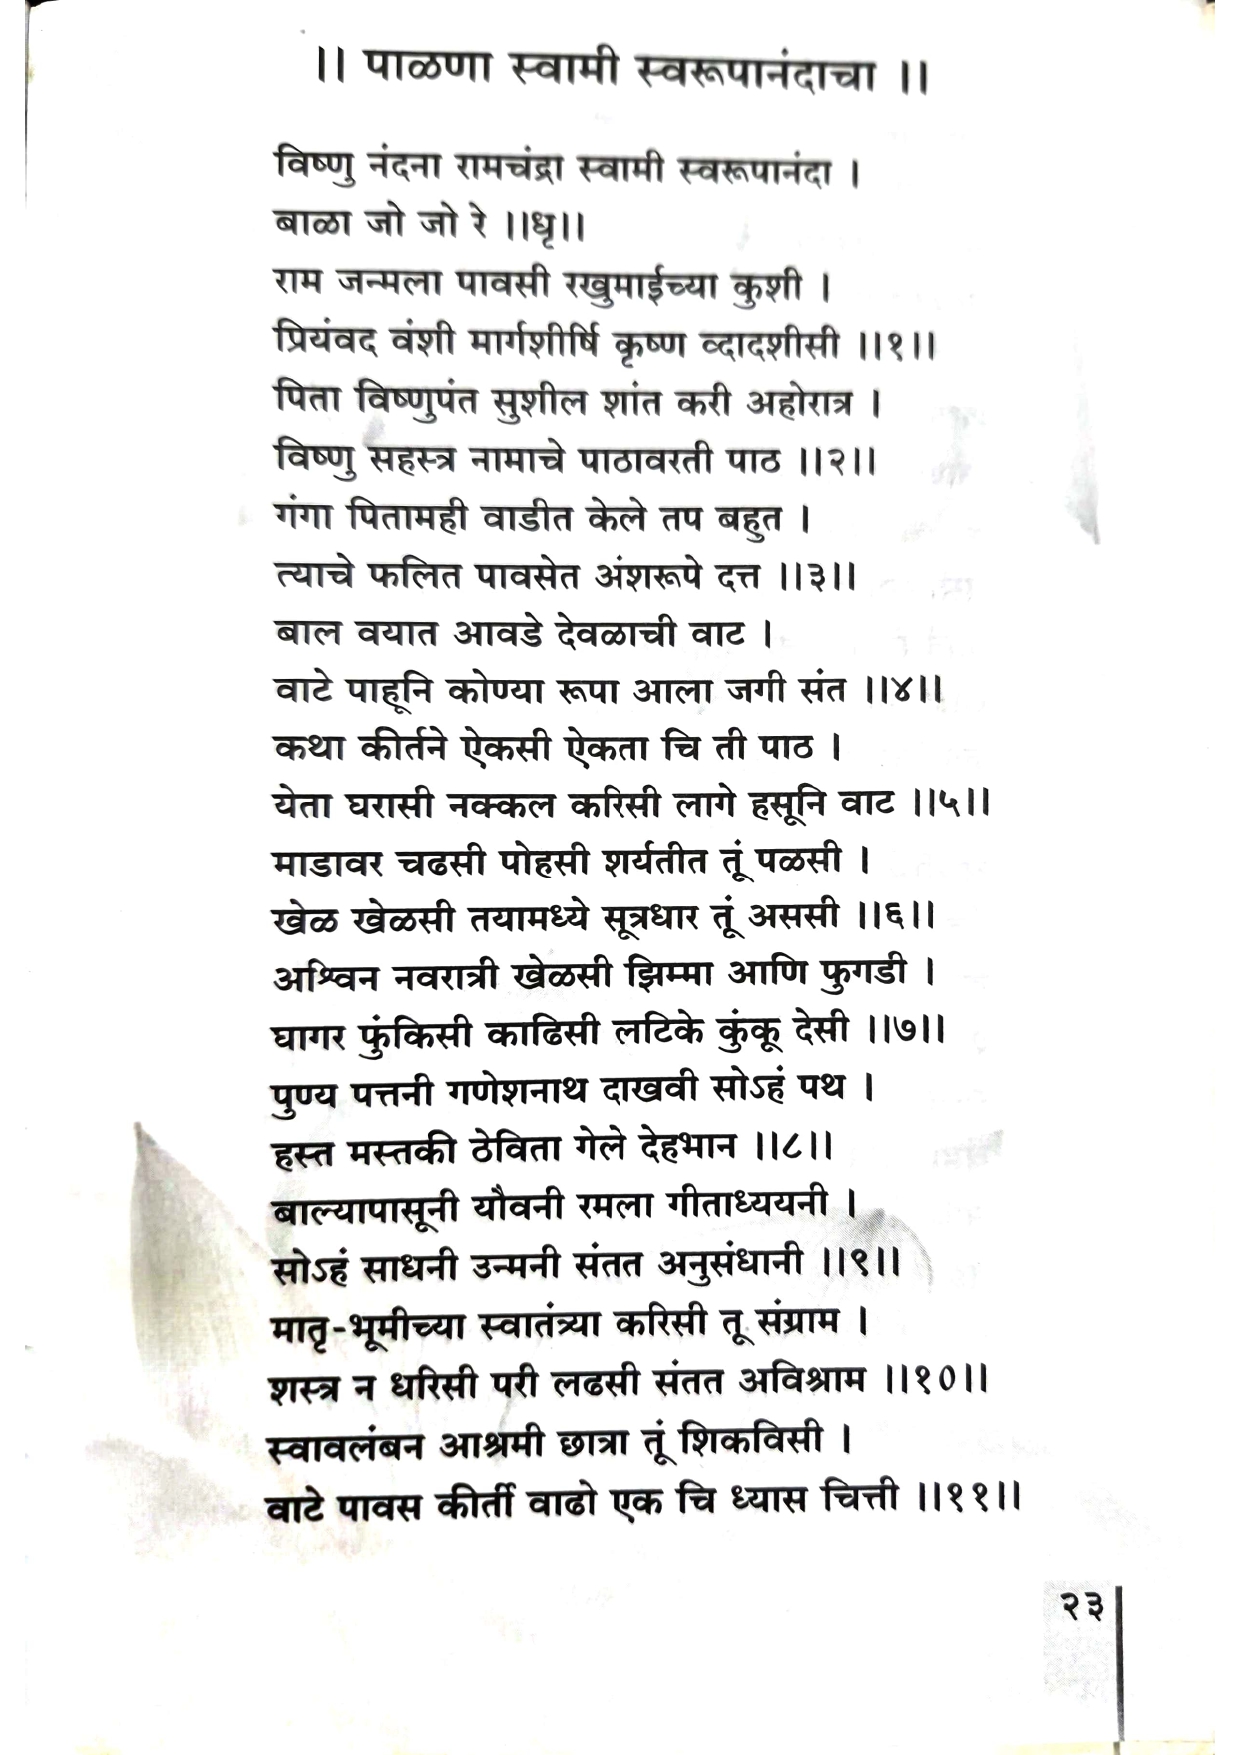 ।। पाळणा स्वामी स्वरूपानंदाचा ।।
विष्णु नंदना रामचंद्रा स्वामी स्वरूपानंदा ।
बाळा जो जो रे ।।धृ।।
राम जन्मला पावसी रखुमाईच्या कुशी ।
प्रियंवद वंशी मार्गशीर्षि कृष्ण व्दादशीसी ।।१।।
पिता विष्णुपंत सुशील शांत करी अहोरात्र ।
विष्णु सहस्त्र नामाचे पाठावरती पाठ ।।२।।
गंगा पितामही वाडीत केले तप बहुत ।
त्याचे फलित पावसेत अंशरूपे दत्त ।।३।।
बाल वयात आवडे देवळाची वाट ।
वाटे पाहूनि कोण्या रूपा आला जगी संत ।।४।।
कथा कीर्तने ऐकसी ऐकता चि ती पाठ ।
येता घरासी नक्कल करिसी लागे हसूनि वाट ।।५।।
माडावर चढसी पोहसी शर्यतीत तूं पळसी ।
खेळ खेळसी तयामध्ये सूत्रधार तूं अससी ।।६।।
अश्विन नवरात्री खेळसी झिम्मा आणि फुगडी ।
घागर फुंकिसी काढिसी लटिके कुंकू देसी ।।७।।
पुण्य पत्तनी गणेशनाथ दाखवी सोऽहं पथ ।
हस्त मस्तकी ठेविता गेले देहभान ।।८।।
बाल्यापासूनी यौवनी रमला गीताध्ययनी ।
सोऽहं साधनी उन्मनी संतत अनुसंधानी ।।९।।
मातृ-भूमीच्या स्वातंत्र्या करिसी तू संग्राम ।
शस्त्र न धरिसी परी लढसी संतत अविश्राम ।।१०।।
स्वावलंबन आश्रमी छात्रा तूं शिकविसी ।
वाटे पावस कीर्ती वाढो एक चि ध्यास चित्ती ।।११।।
२३